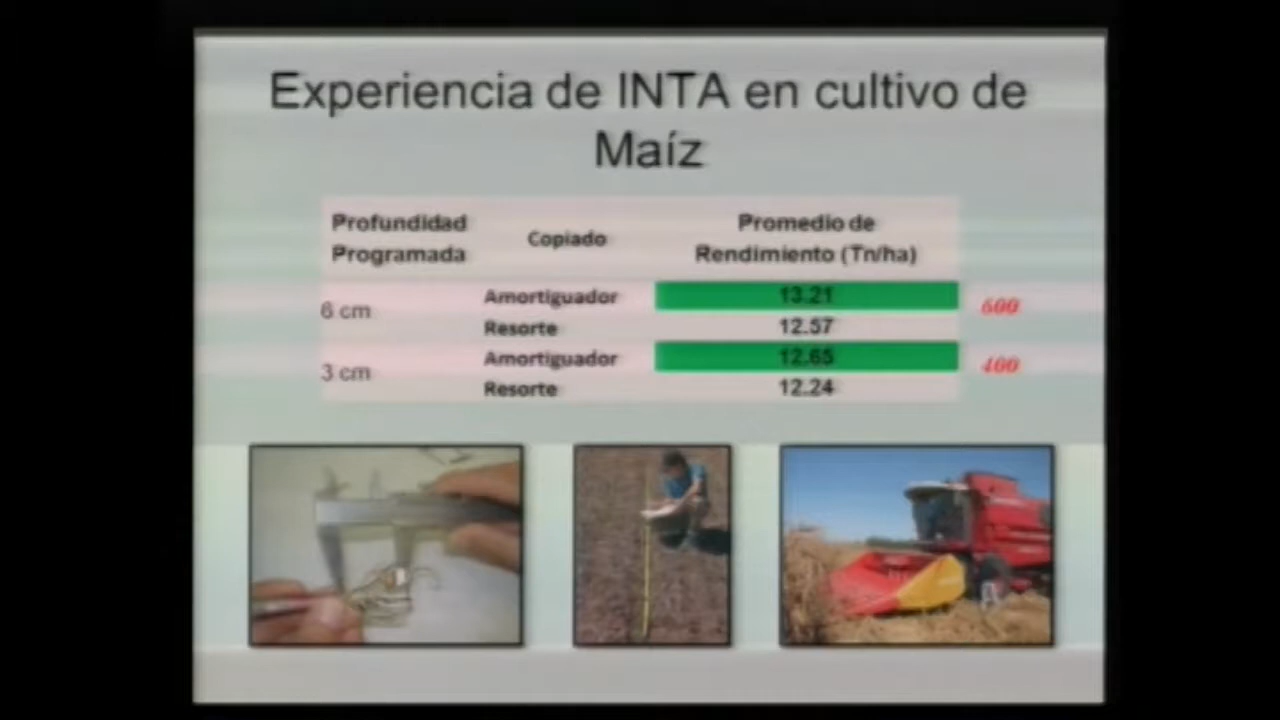 Experiencia de INTA en cultivo de
Maíz
Profundidad
Programada
Copiado
Promedio de
Rendimiento (Tn/ha)
6 cm
Amortiguador
13.21
600
Resorte
12.57
3 cm
Amortiguador
12.65
400
Resorte
12.24